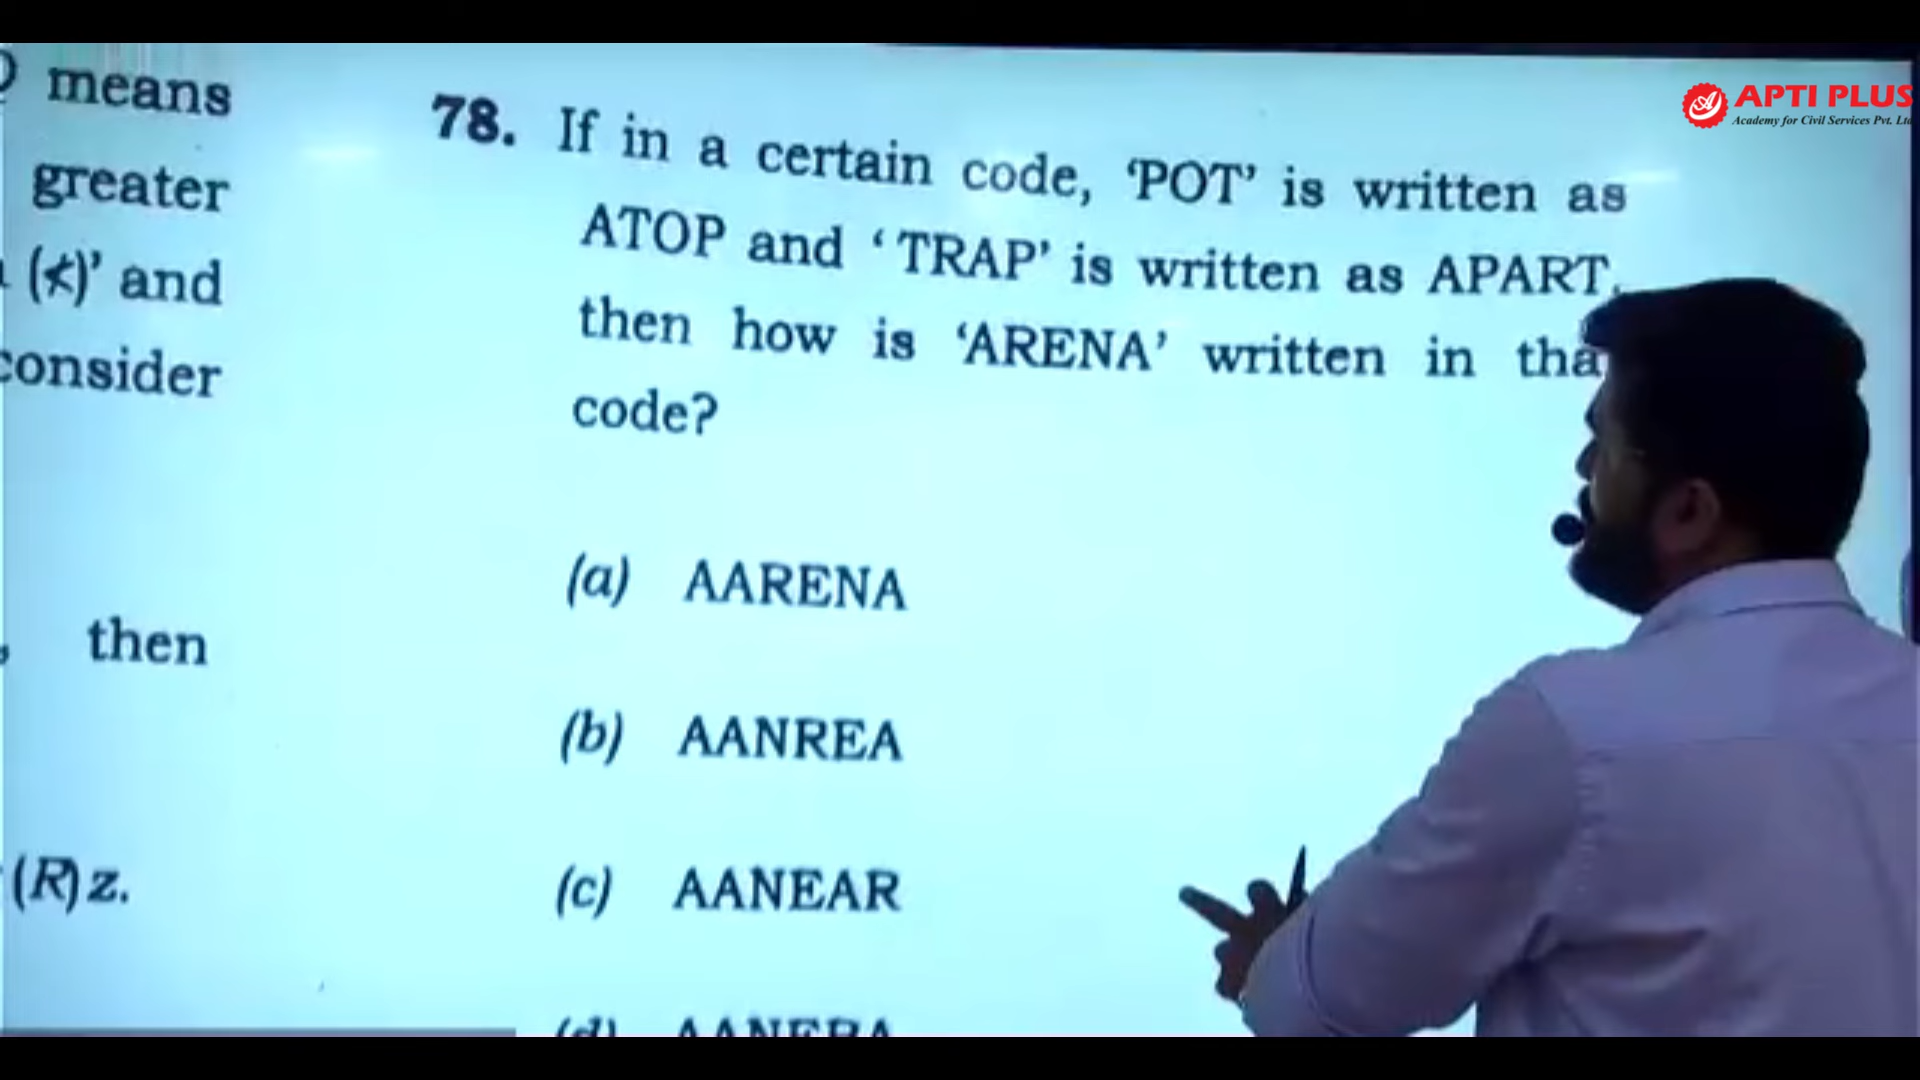 means
greater
(≮)' and
consider
then
(R)z.
78. If in a certain code, 'POT' is written as
ATOP and 'TRAP' is written as APART,
then how is 'ARENA' written in
code?
(a) AARENA
(b) AANREA
(c) AANEAR
(d)
APTI PLUS
Academy for Civil Services Pvt.